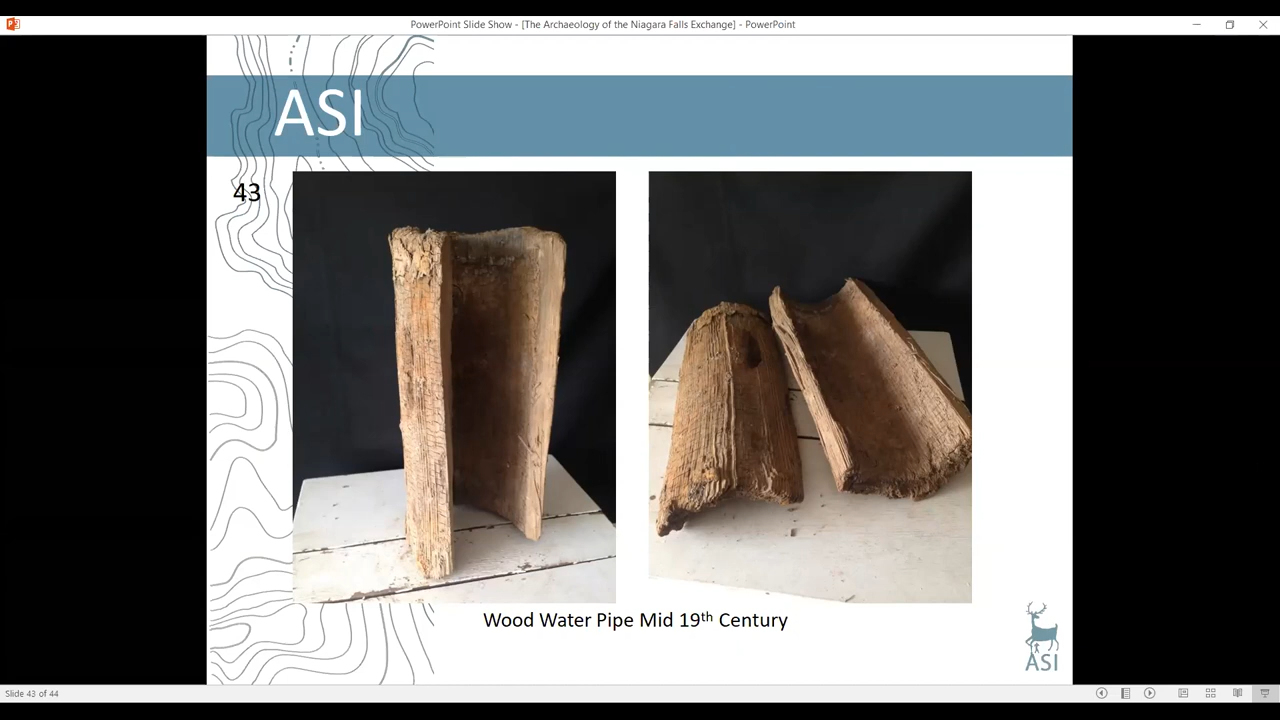 PowerPoint Slide Show - [The Archaeology of the Niagara Falls Exchange] - PowerPoint
ASI
43
Wood Water Pipe Mid 19th Century
ASI
Slide 43 of 44